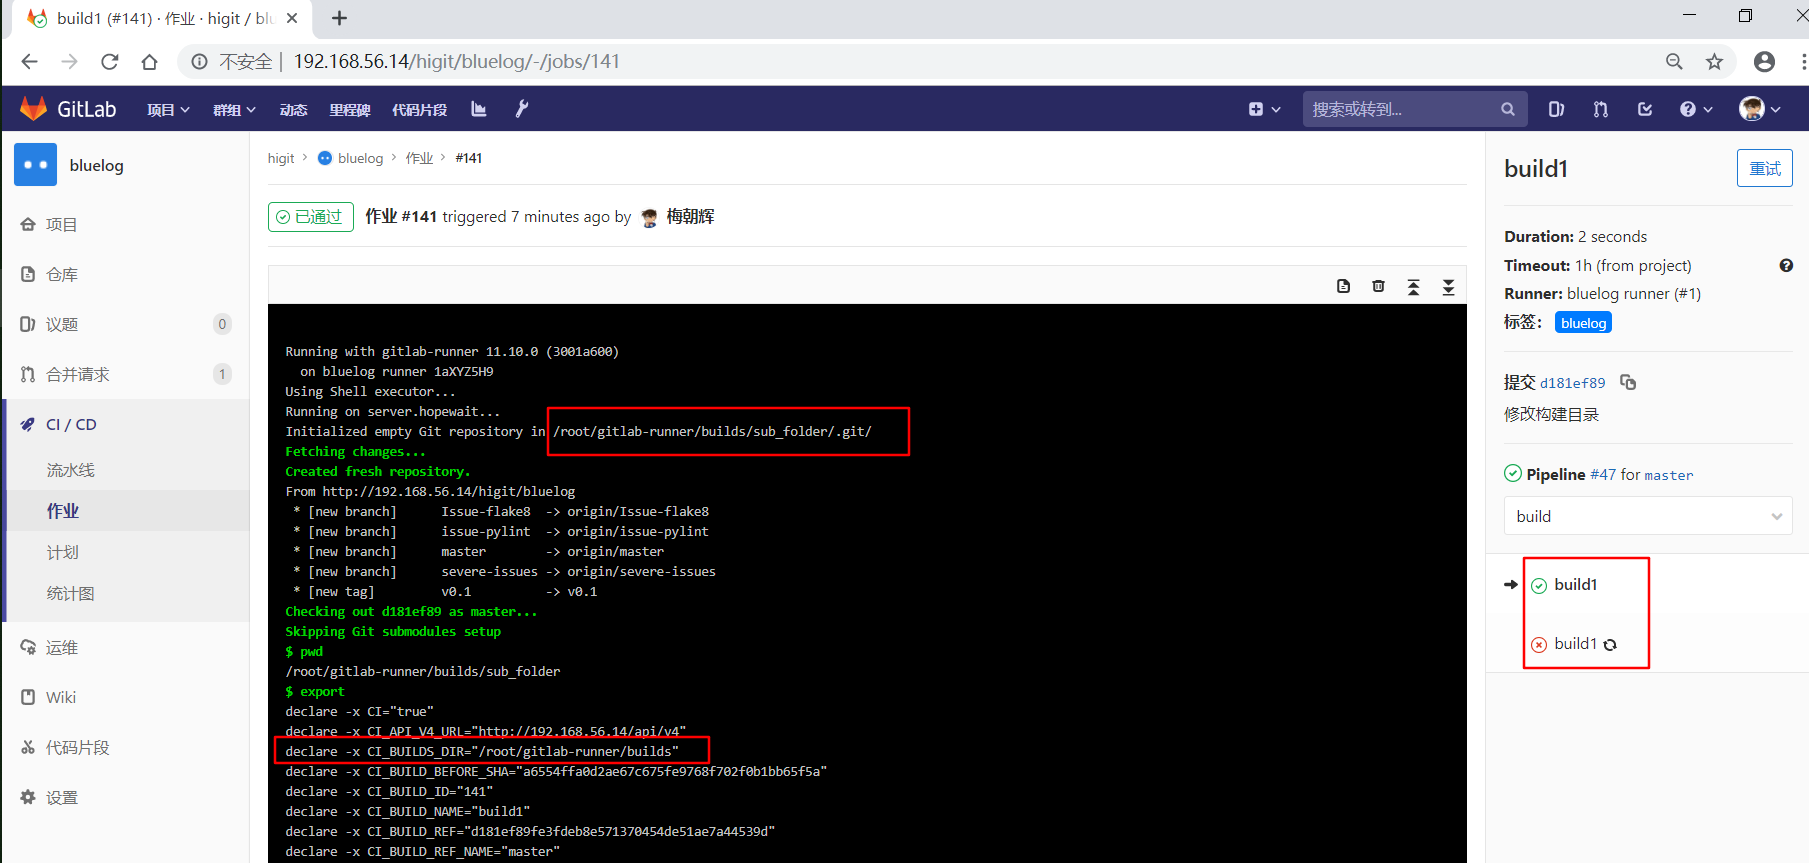 build1 (#141) · 作业 · higit / blu
不安全 | 192.168.56.14/higit/bluelog/-/jobs/141
GitLab 项目 群组 动态 里程碑 代码片段 搜索或转到...
bluelog
项目
仓库
议题 0
合并请求 1
CI / CD
流水线
作业
计划
统计图
运维
Wiki
代码片段
设置
higit > bluelog > 作业 > #141
已通过 作业 #141 triggered 7 minutes ago by 梅朝辉
Running with gitlab-runner 11.10.0 (3001a600)
on bluelog runner 1aXYZ5H9
Using Shell executor...
Running on server.hopewait...
Initialized empty Git repository in /root/gitlab-runner/builds/sub_folder/.git/
Fetching changes...
Created fresh repository.
From http://192.168.56.14/higit/bluelog
* [new branch] Issue-flake8 -> origin/Issue-flake8
* [new branch] issue-pylint -> origin/issue-pylint
* [new branch] master -> origin/master
* [new branch] severe-issues -> origin/severe-issues
* [new tag] v0.1 -> v0.1
Checking out d181ef89 as master...
Skipping Git submodules setup
$ pwd
/root/gitlab-runner/builds/sub_folder
$ export
declare -x CI="true"
declare -x CI_API_V4_URL="http://192.168.56.14/api/v4"
declare -x CI_BUILDS_DIR="/root/gitlab-runner/builds"
declare -x CI_BUILD_BEFORE_SHA="a6554ffa0d2ae67c675fe9768f702f0b1bb65f5a"
declare -x CI_BUILD_ID="141"
declare -x CI_BUILD_NAME="build1"
declare -x CI_BUILD_REF="d181ef89fe3fdeb8e571370454de51ae7a44539d"
declare -x CI_BUILD_REF_NAME="master"
build1 重试
Duration: 2 seconds
Timeout: 1h (from project)
Runner: bluelog runner (#1)
标签： bluelog
提交 d181ef89
修改构建目录
Pipeline #47 for master
build
build1
build1